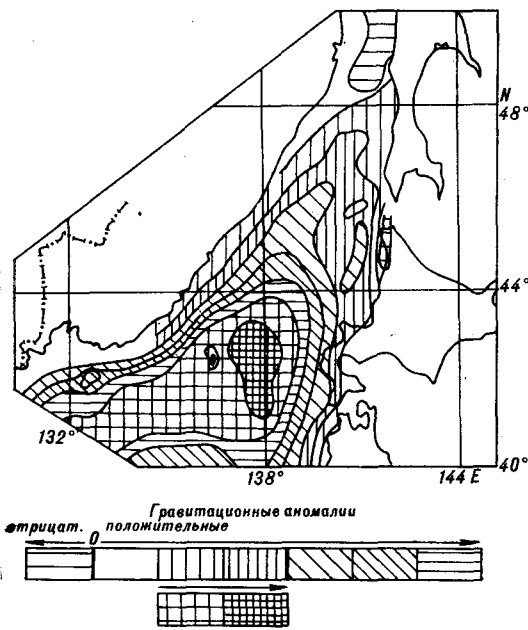 N
48°
44°
132°
40°
138°
144 E
Гравитационные аномалии
отрицат. положительные
0